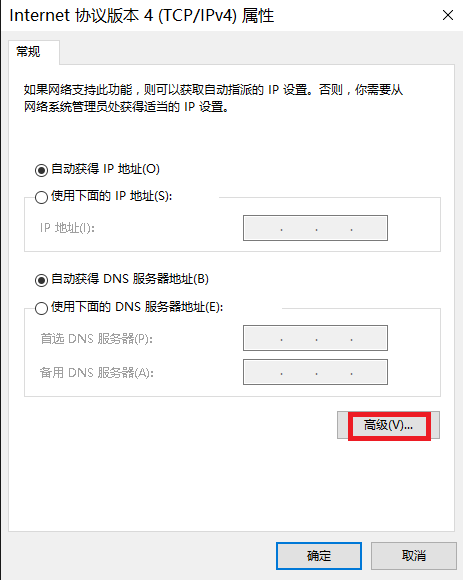 Internet 协议版本 4 (TCP/IPv4) 属性
常规
如果网络支持此功能，则可以获取自动指派的 IP 设置。否则，你需要从
网络系统管理员处获得适当的 IP 设置。
自动获得 IP 地址(O)
使用下面的 IP 地址(S):
IP 地址(I):
自动获得 DNS 服务器地址(B)
使用下面的 DNS 服务器地址(E):
首选 DNS 服务器(P):
备用 DNS 服务器(A):
高级(V)...
确定
取消